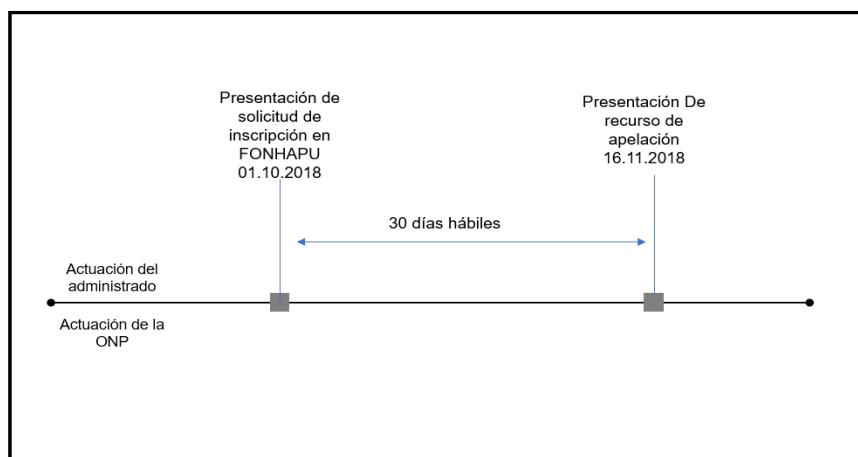 Presentación de
solicitud de
inscripción en
FONHAPU
01.10.2018
Presentación De
recurso de
apelación
16.11.2018
30 días hábiles
Actuación del
administrado
Actuación de la
ONP